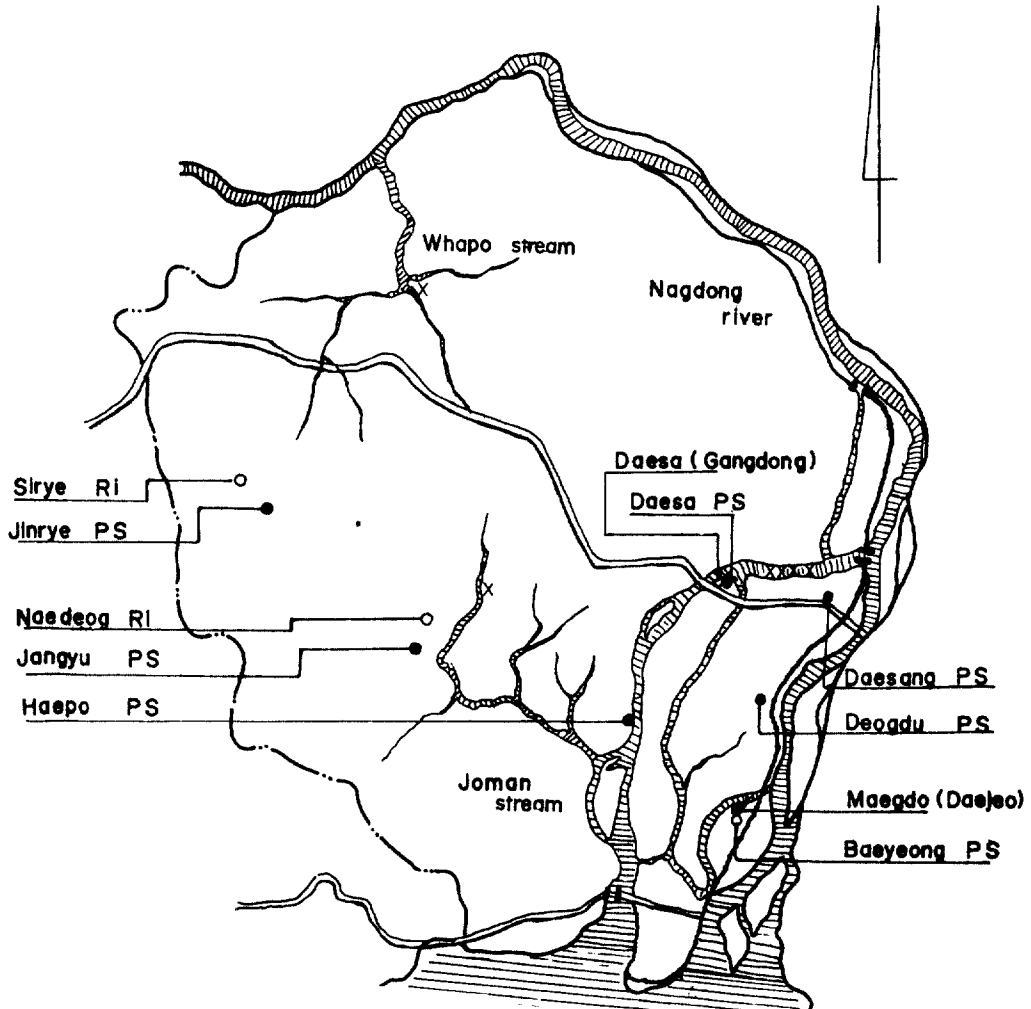 Whapo stream
Nagdong
river
Daesa (Gangdong)
Daesa PS
Sirye Ri
Jinrye PS
Naedeog Ri
Jangyu PS
Haepo PS
Daesang PS
Deogdu PS
Joman
stream
Maegdo (Daejeo)
Baeyeong PS